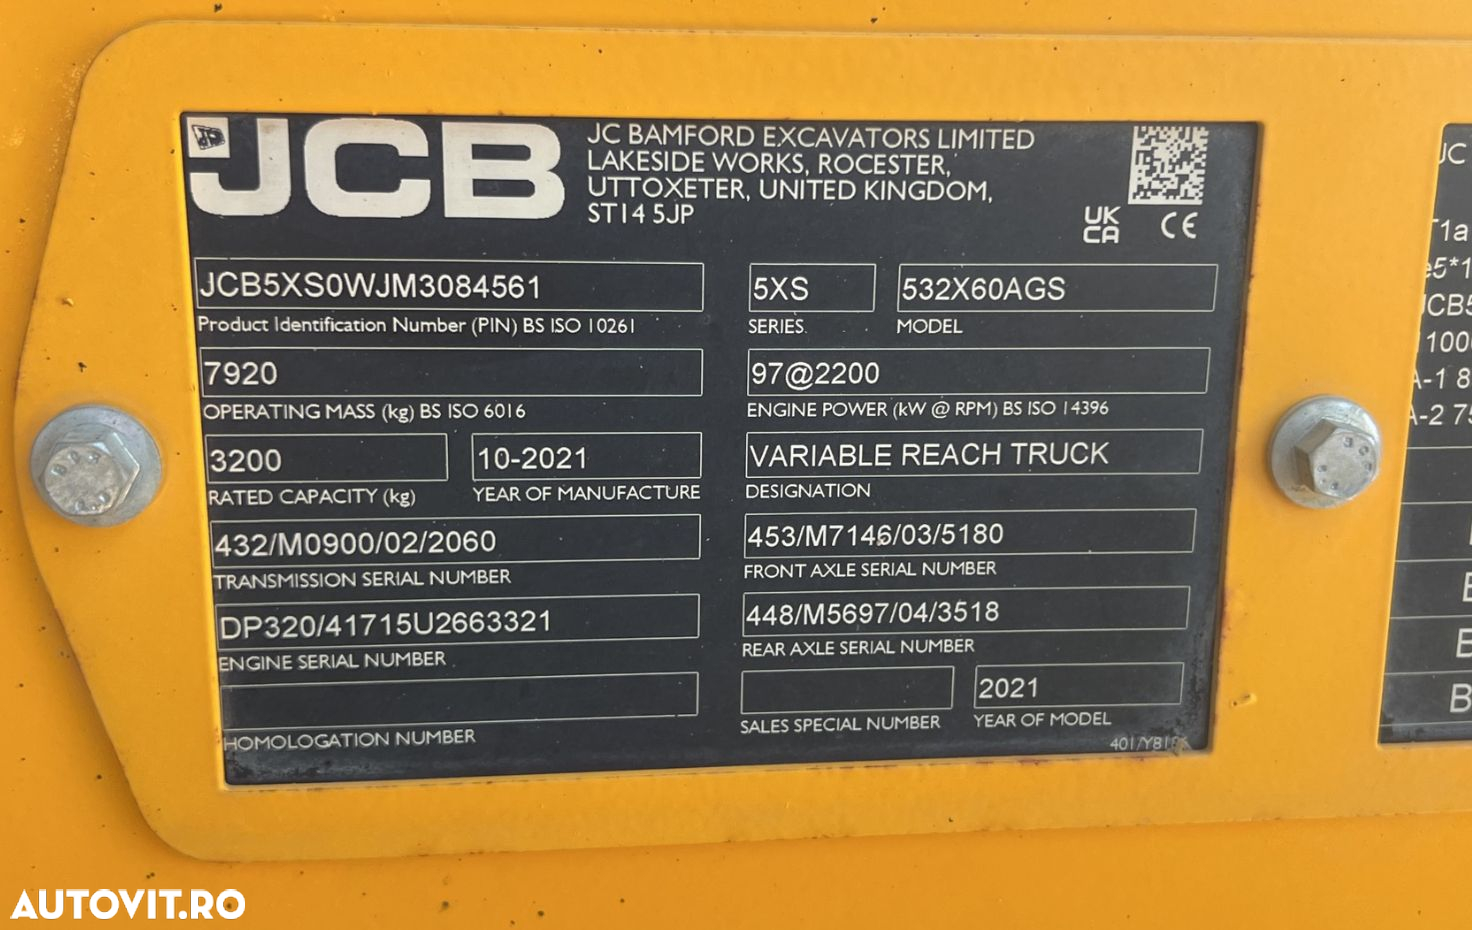 JCB
JC BAMFORD EXCAVATORS LIMITED
LAKESIDE WORKS, ROCESTER,
UTTOXETER, UNITED KINGDOM,
ST14 5JP
UK
CA CE
JCB5XS0WJM3084561 5XS 532X60AGS
Product Identification Number (PIN) BS ISO 10261 SERIES MODEL
7920 97@2200
OPERATING MASS (kg) BS ISO 6016 ENGINE POWER (kW @ RPM) BS ISO 14396
3200 10-2021 VARIABLE REACH TRUCK
RATED CAPACITY (kg) YEAR OF MANUFACTURE DESIGNATION
432/M0900/02/2060 453/M7146/03/5180
TRANSMISSION SERIAL NUMBER FRONT AXLE SERIAL NUMBER
DP320/41715U2663321 448/M5697/04/3518
ENGINE SERIAL NUMBER REAR AXLE SERIAL NUMBER
2021
HOMOLOGATION NUMBER SALES SPECIAL NUMBER YEAR OF MODEL
JC
AUTOVIT.RO